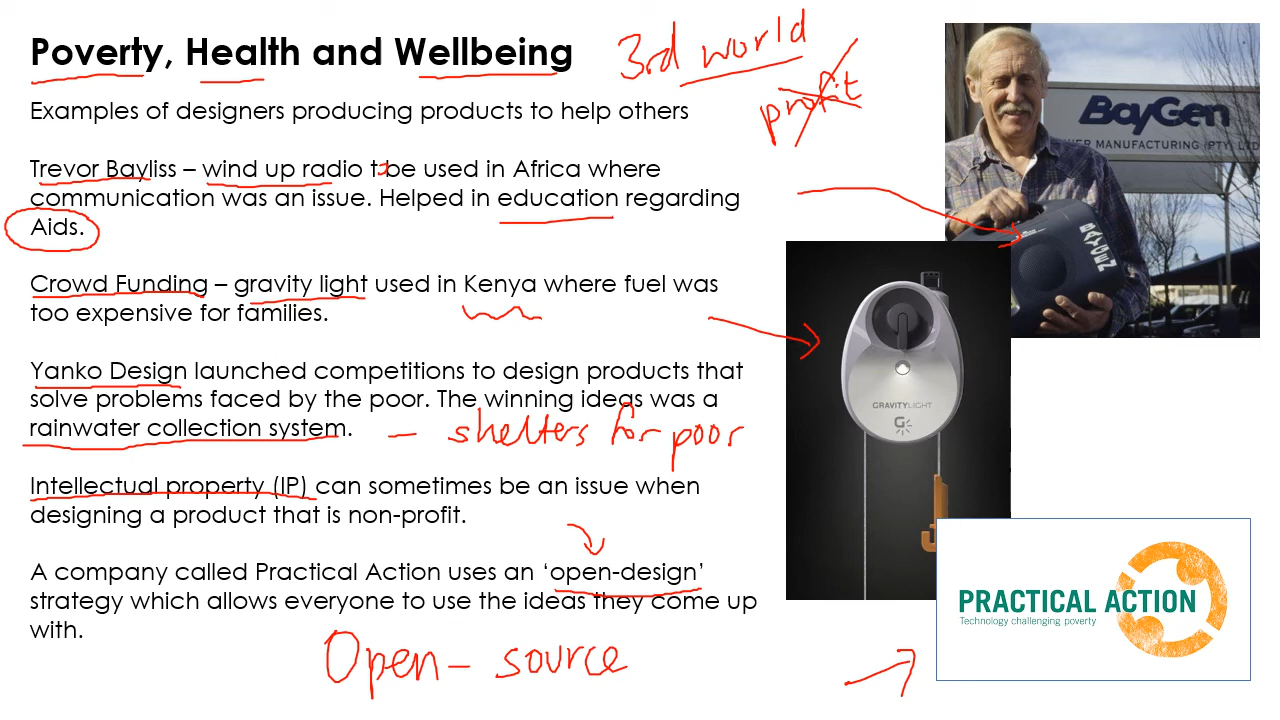 Poverty, Health and Wellbeing
3rd world
profit
Examples of designers producing products to help others
Trevor Bayliss – wind up radio to be used in Africa where
communication was an issue. Helped in education regarding
Aids.
Crowd Funding – gravity light used in Kenya where fuel was
too expensive for families.
Yanko Design launched competitions to design products that
solve problems faced by the poor. The winning ideas was a
rainwater collection system.
– shelters for poor
Intellectual property (IP) can sometimes be an issue when
designing a product that is non-profit.
A company called Practical Action uses an ‘open-design’
strategy which allows everyone to use the ideas they come up
with.
Open – source
BayGen
MANUFACTURING (PTY) LTD
BAYGEN
GRAVITYLIGHT
G
PRACTICAL ACTION
Technology challenging poverty